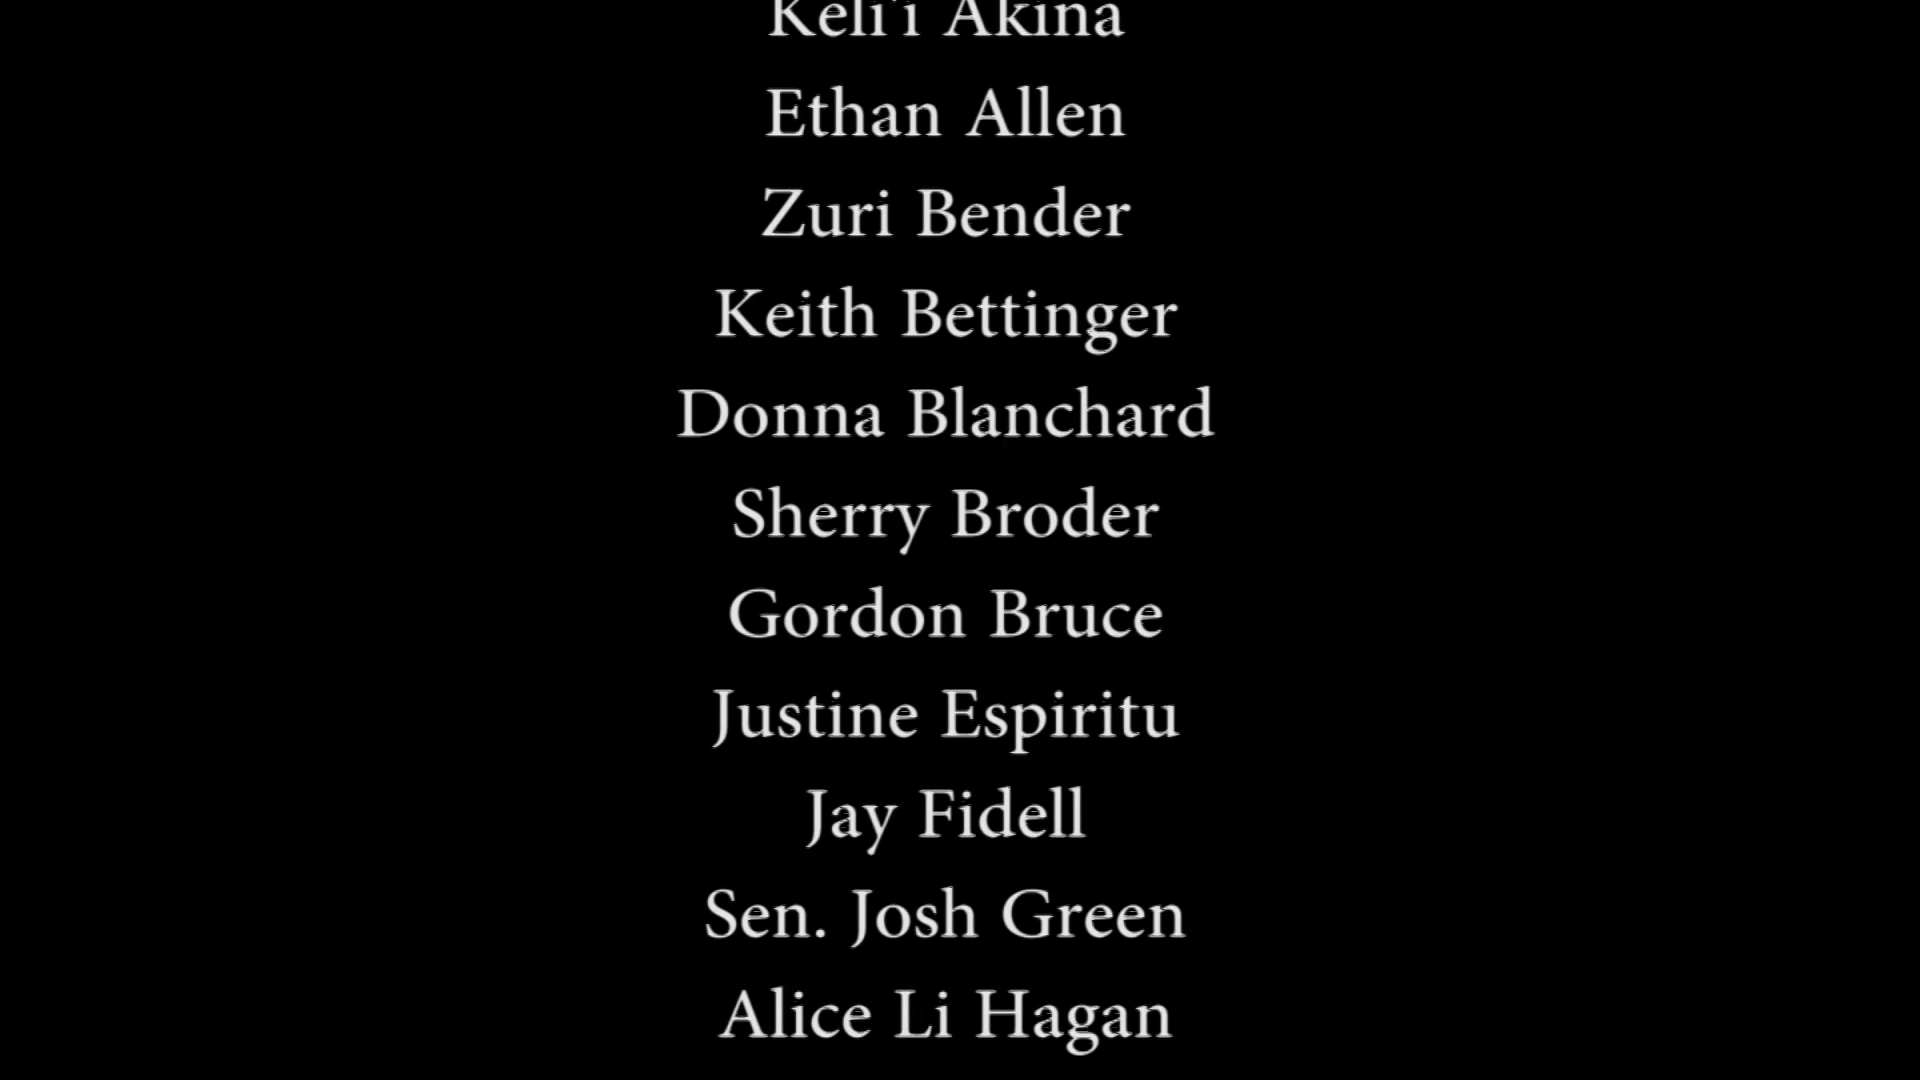 Keli'i Akina
Ethan Allen
Zuri Bender
Keith Bettinger
Donna Blanchard
Sherry Broder
Gordon Bruce
Justine Espiritu
Jay Fidell
Sen. Josh Green
Alice Li Hagan